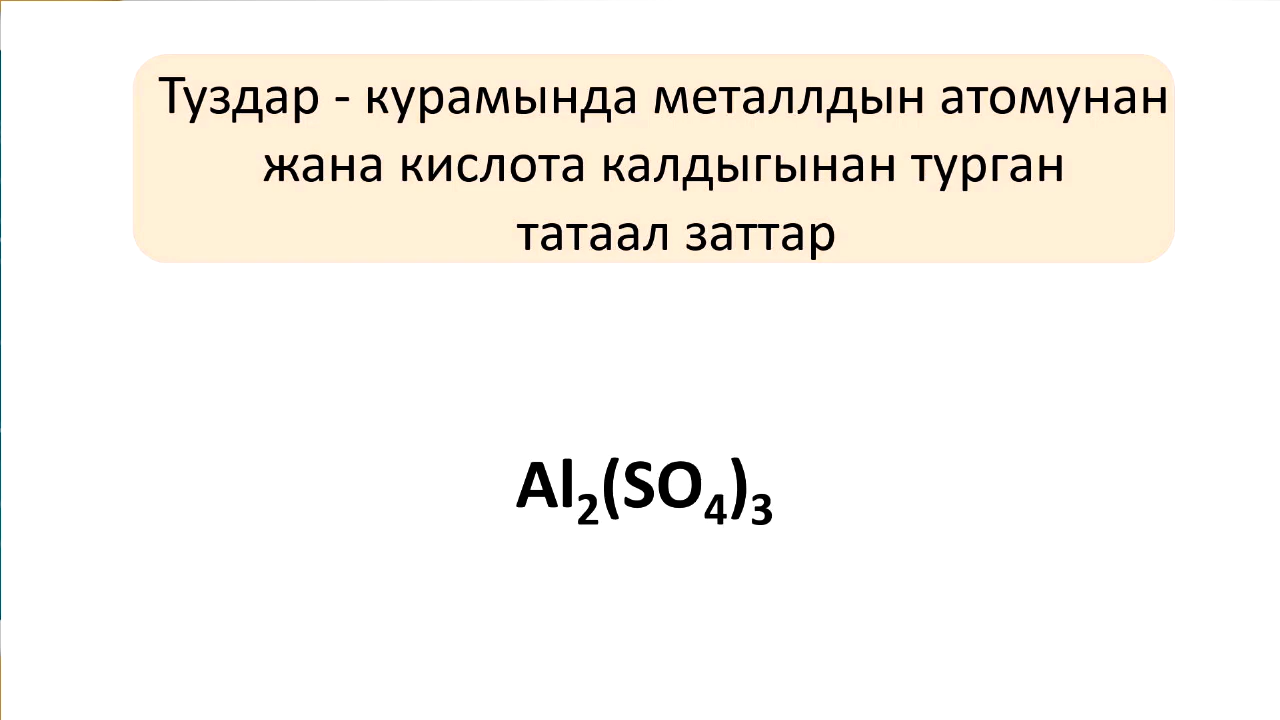 Туздар - курамында металлдын атомунан
жана кислота калдыгынан турган
татаал заттар
Al₂(SO₄)₃